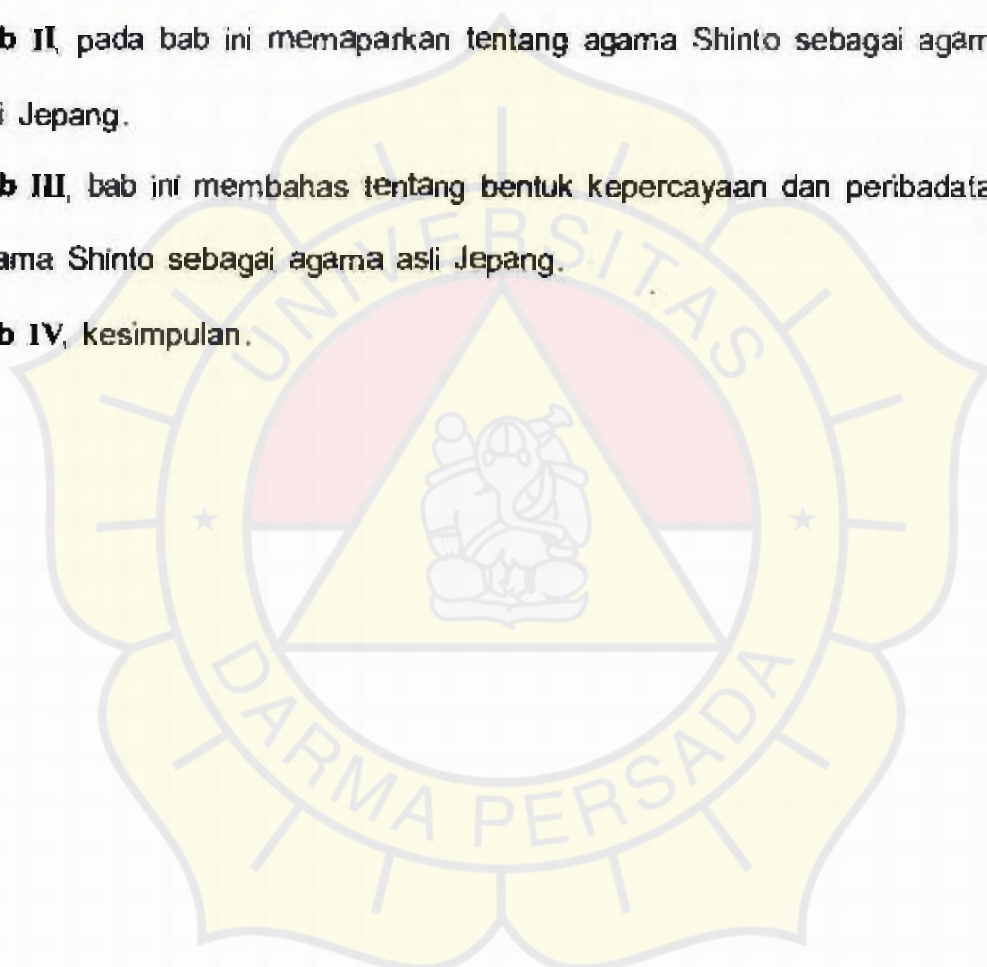 b II, pada bab ini memaparkan tentang agama Shinto sebagai agam
i Jepang.
b III, bab ini membahas tentang bentuk kepercayaan dan peribadata
ama Shinto sebagai agama asli Jepang.
b IV, kesimpulan.
UNIVERSITAS
DARMA PERSADA